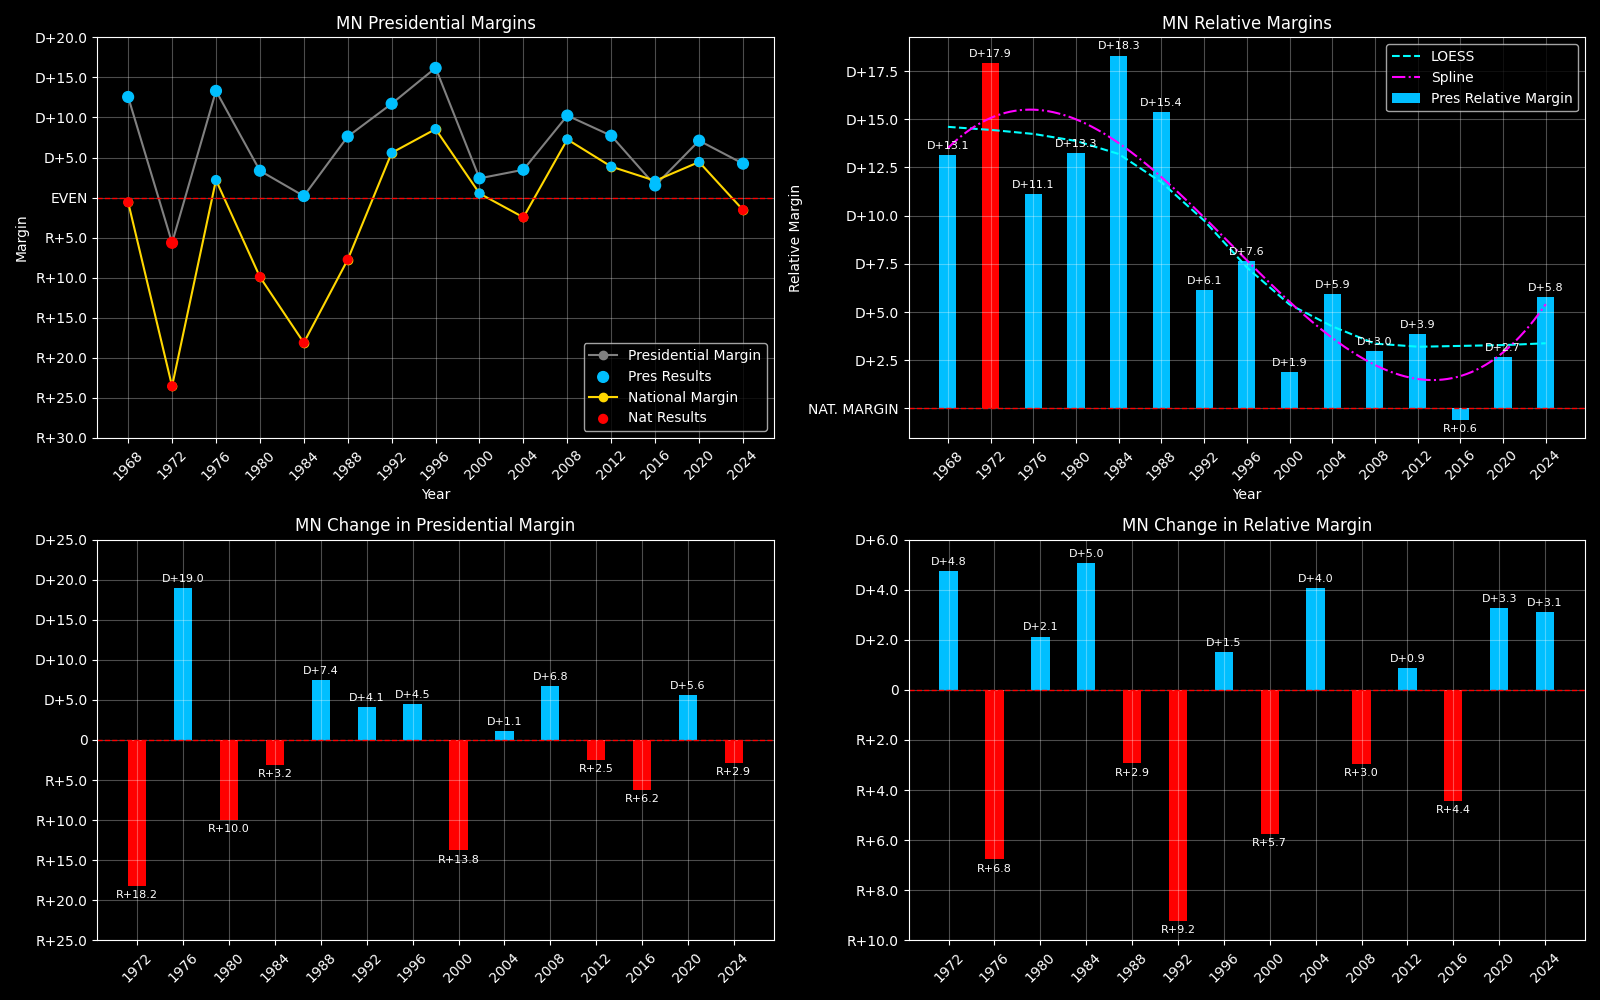 MN Presidential Margins
D+20.0
D+15.0
D+10.0
D+5.0
EVEN
R+5.0
R+10.0
R+15.0
R+20.0
R+25.0
R+30.0
Margin
Presidential Margin
Pres Results
National Margin
Nat Results
1968
1972
1976
1980
1984
1988
1992
1996
2000
2004
2008
2012
2016
2020
2024
Year
MN Relative Margins
D+17.5
D+15.0
D+12.5
D+10.0
D+7.5
D+5.0
D+2.5
NAT. MARGIN
Relative Margin
LOESS
Spline
Pres Relative Margin
D+13.1
D+17.9
D+11.1
D+13.3
D+18.3
D+15.4
D+6.1
D+7.6
D+1.9
D+5.9
D+3.0
D+3.9
R+0.6
D+2.7
D+5.8
1968
1972
1976
1980
1984
1988
1992
1996
2000
2004
2008
2012
2016
2020
2024
Year
MN Change in Presidential Margin
D+25.0
D+20.0
D+15.0
D+10.0
D+5.0
0
R+5.0
R+10.0
R+15.0
R+20.0
R+25.0
R+18.2
D+19.0
R+10.0
R+3.2
D+7.4
D+4.1
D+4.5
R+13.8
D+1.1
D+6.8
R+2.5
R+6.2
D+5.6
R+2.9
1972
1976
1980
1984
1988
1992
1996
2000
2004
2008
2012
2016
2020
2024
MN Change in Relative Margin
D+6.0
D+4.0
D+2.0
0
R+2.0
R+4.0
R+6.0
R+8.0
R+10.0
D+4.8
R+6.8
D+2.1
D+5.0
R+2.9
R+9.2
D+1.5
R+5.7
D+4.0
R+3.0
D+0.9
R+4.4
D+3.3
D+3.1
1972
1976
1980
1984
1988
1992
1996
2000
2004
2008
2012
2016
2020
2024